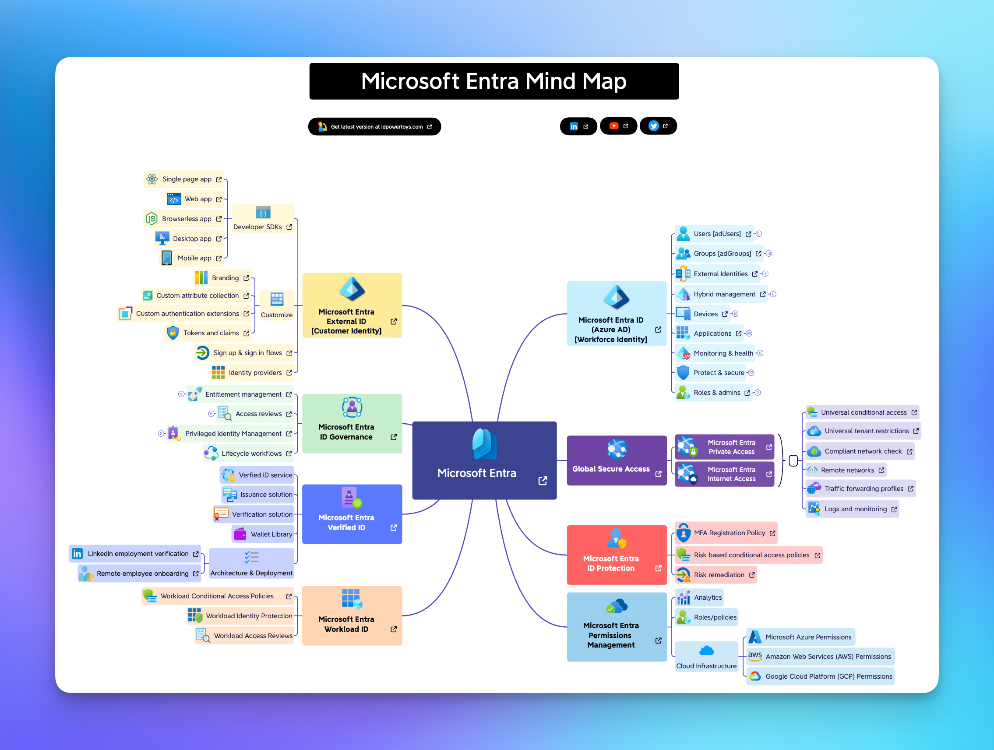 Microsoft Entra Mind Map
Get latest version at idpowertoys.com
Single page app
Web app
Browserless app
Desktop app
Mobile app
Developer SDKs
Branding
Custom attribute collection
Custom authentication extensions
Tokens and claims
Customize
Sign up & sign in flows
Identity providers
Microsoft Entra
External ID
[Customer Identity]
Entitlement management
Access reviews
Privileged Identity Management
Lifecycle workflows
Microsoft Entra
ID Governance
Verfied ID service
Issuance solution
Verification solution
Wallet Library
LinkedIn employment verification
Remote employee onboarding
Architecture & Deployment
Microsoft Entra
Verified ID
Workload Conditional Access Policies
Workload Identity Protection
Workload Access Reviews
Microsoft Entra
Workload ID
Microsoft Entra
Microsoft Entra ID
(Azure AD)
[Workforce Identity]
Users [adUsers]
Groups [adGroups]
External Identities
Hybrid management
Devices
Applications
Monitoring & health
Protect & secure
Roles & admins
Global Secure Access
Microsoft Entra
Private Access
Microsoft Entra
Internet Access
Universal conditional access
Universal tenant restrictions
Compliant network check
Remote networks
Traffic forwarding profiles
Logs and monitoring
Microsoft Entra
ID Protection
MFA Registration Policy
Risk based conditional access policies
Risk remediation
Microsoft Entra
Permissions
Management
Analytics
Roles/policies
Cloud Infrastructure
Microsoft Azure Permissions
aws
Amazon Web Services (AWS) Permissions
Google Cloud Platform (GCP) Permissions